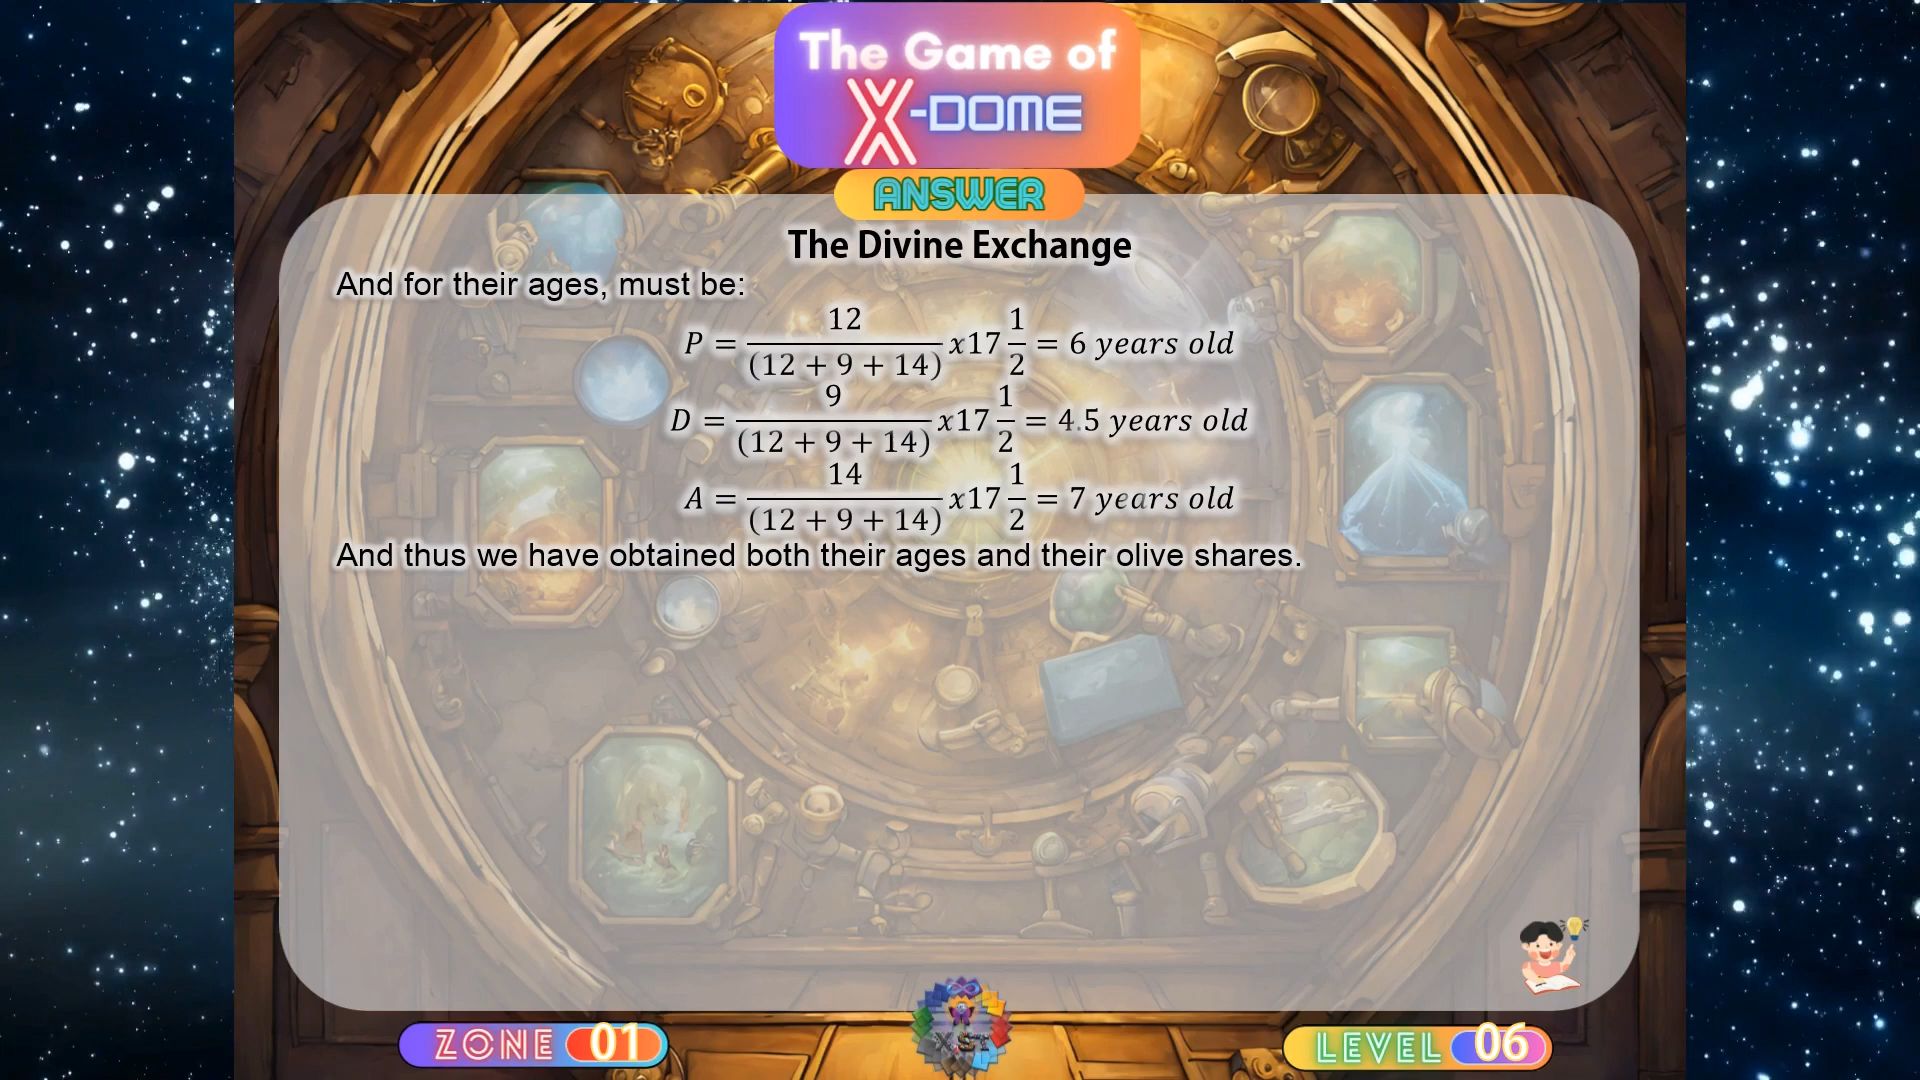 The Game of
X-DOME
ANSWER
The Divine Exchange
And for their ages, must be:
P = 12/(12 + 9 + 14) x17 1/2 = 6 years old
D = 9/(12 + 9 + 14) x17 1/2 = 4.5 years old
A = 14/(12 + 9 + 14) x17 1/2 = 7 years old
And thus we have obtained both their ages and their olive shares.
ZONE 01
LEVEL 06